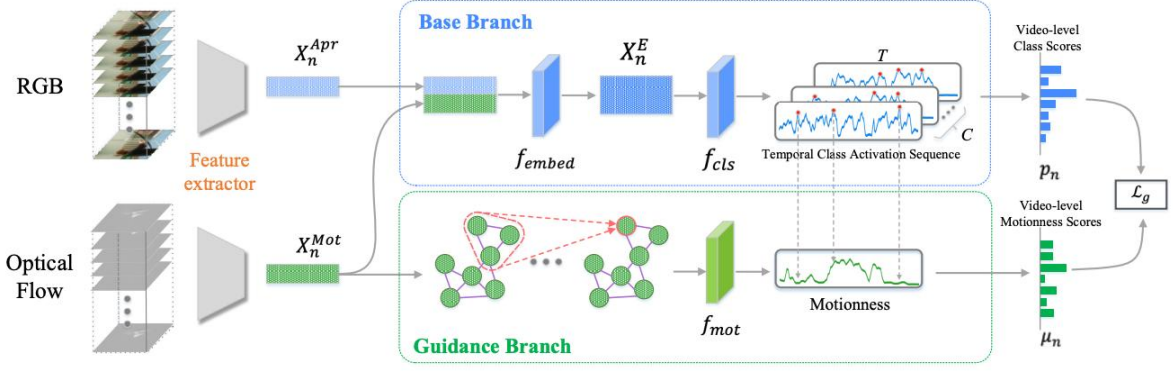 Base Branch
RGB
X_n^{Apr}
X_n^E
T
C
f_{embed}
f_{cls}
Temporal Class Activation Sequence
Feature
extractor
Video-level
Class Scores
p_n
\mathcal{L}_g
Video-level
Motionness Scores
μ_n
Optical
Flow
X_n^{Mot}
f_{mot}
Motionness
Guidance Branch